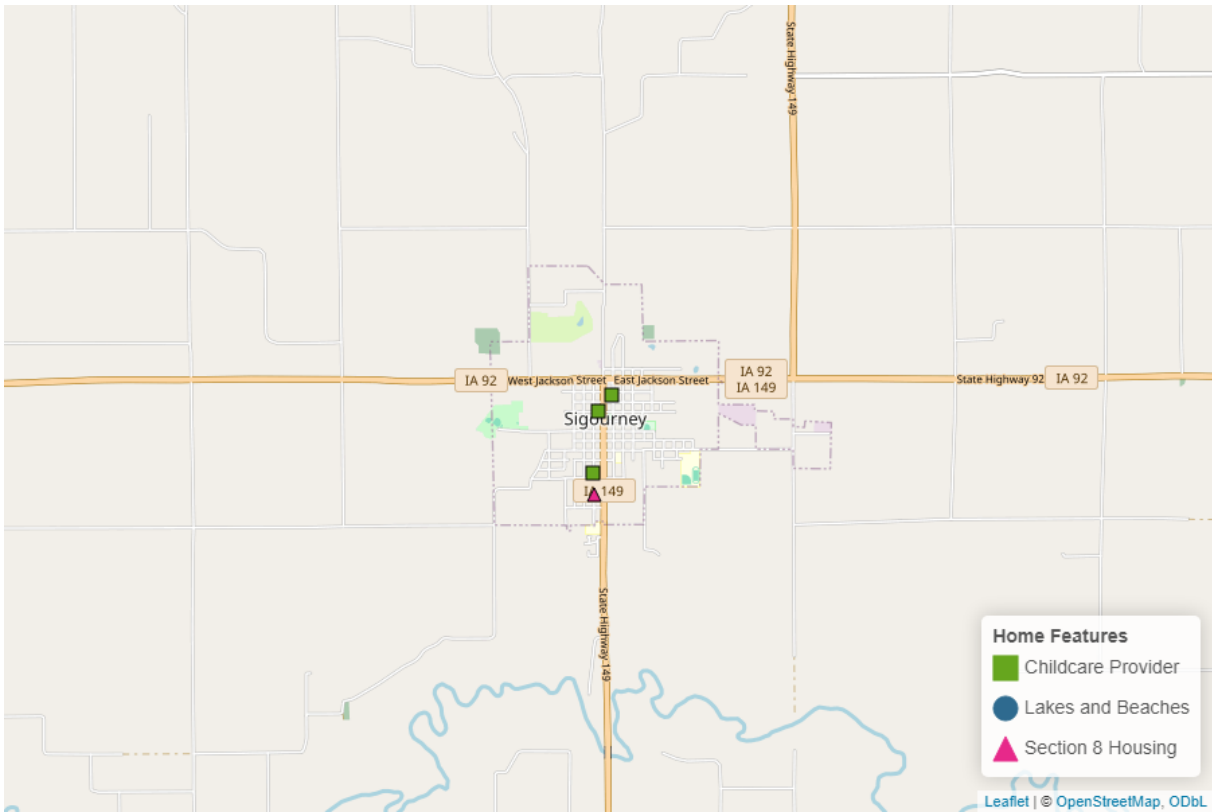 State Highway 149
IA 92
West Jackson Street
East Jackson Street
IA 92
IA 149
State Highway 92
IA 92
Sigourney
IA 149
State Highway 149
Home Features
Childcare Provider
Lakes and Beaches
Section 8 Housing
Leaflet | © OpenStreetMap, ODbL